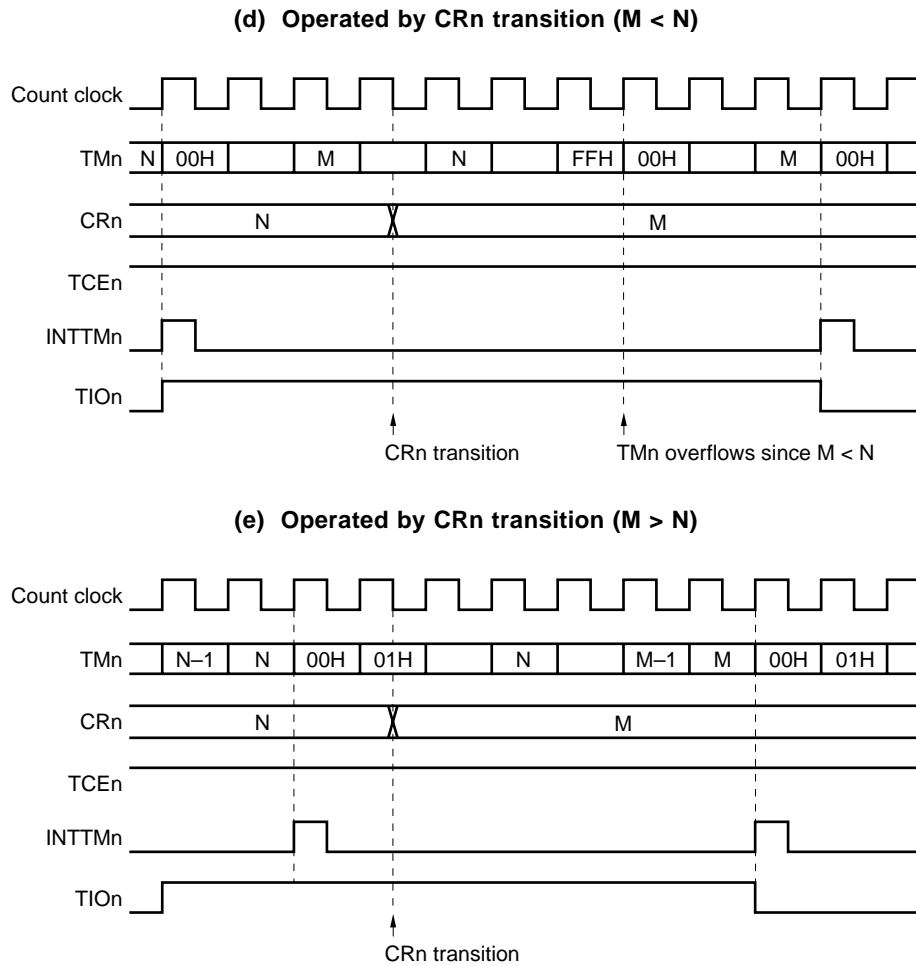 (d) Operated by CRn transition (M < N)
Count clock
TMn N 00H M N FFH 00H M 00H
CRn N M
TCEn
INTTMn
TIOn
CRn transition TMn overflows since M < N
(e) Operated by CRn transition (M > N)
Count clock
TMn N–1 N 00H 01H N M–1 M 00H 01H
CRn N M
TCEn
INTTMn
TIOn
CRn transition